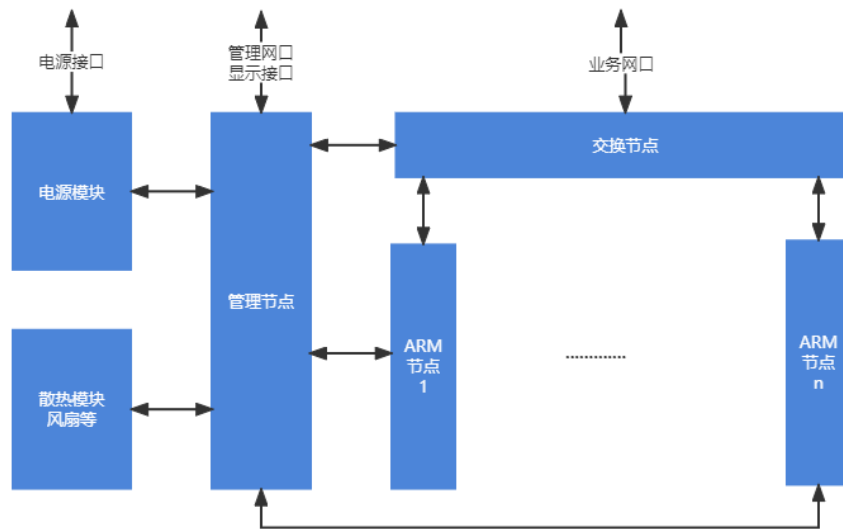 电源接口
管理网口
显示接口
业务网口
交换节点
电源模块
管理节点
ARM
节点
1
.............
ARM
节点
n
散热模块
风扇等